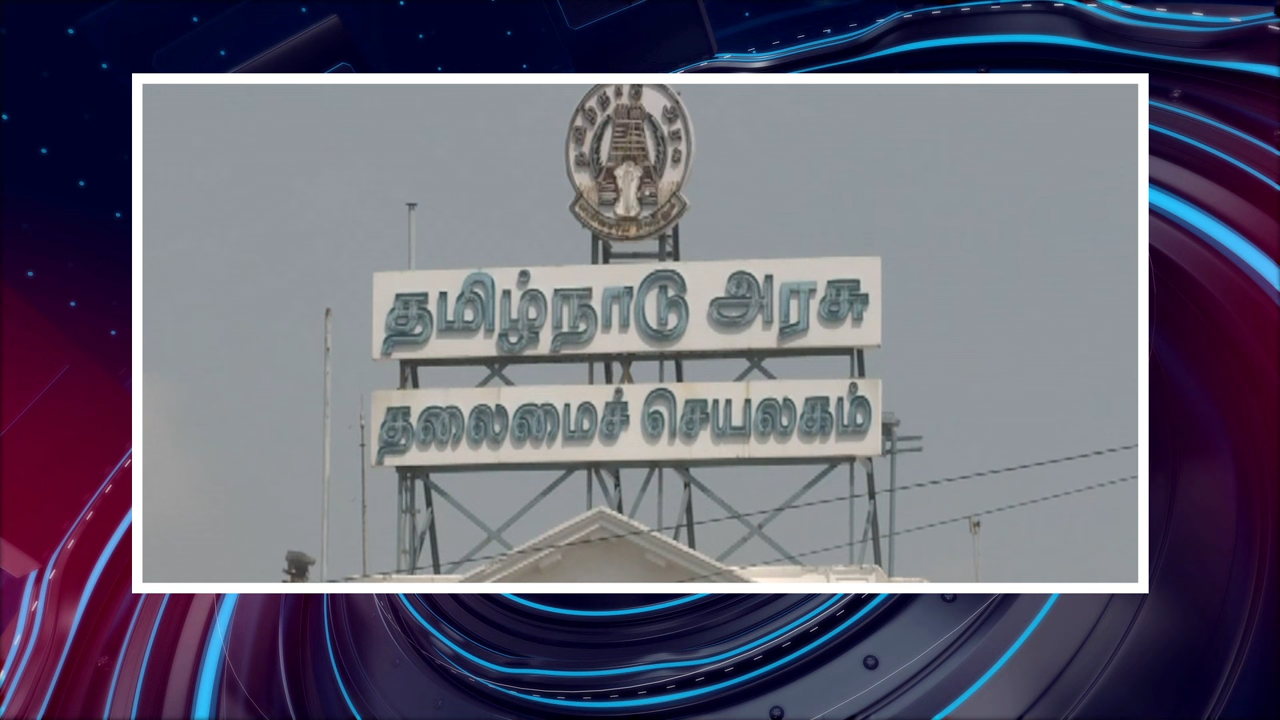 தமிழ்நாடு அரசு
தலைமைச் செயலகம்